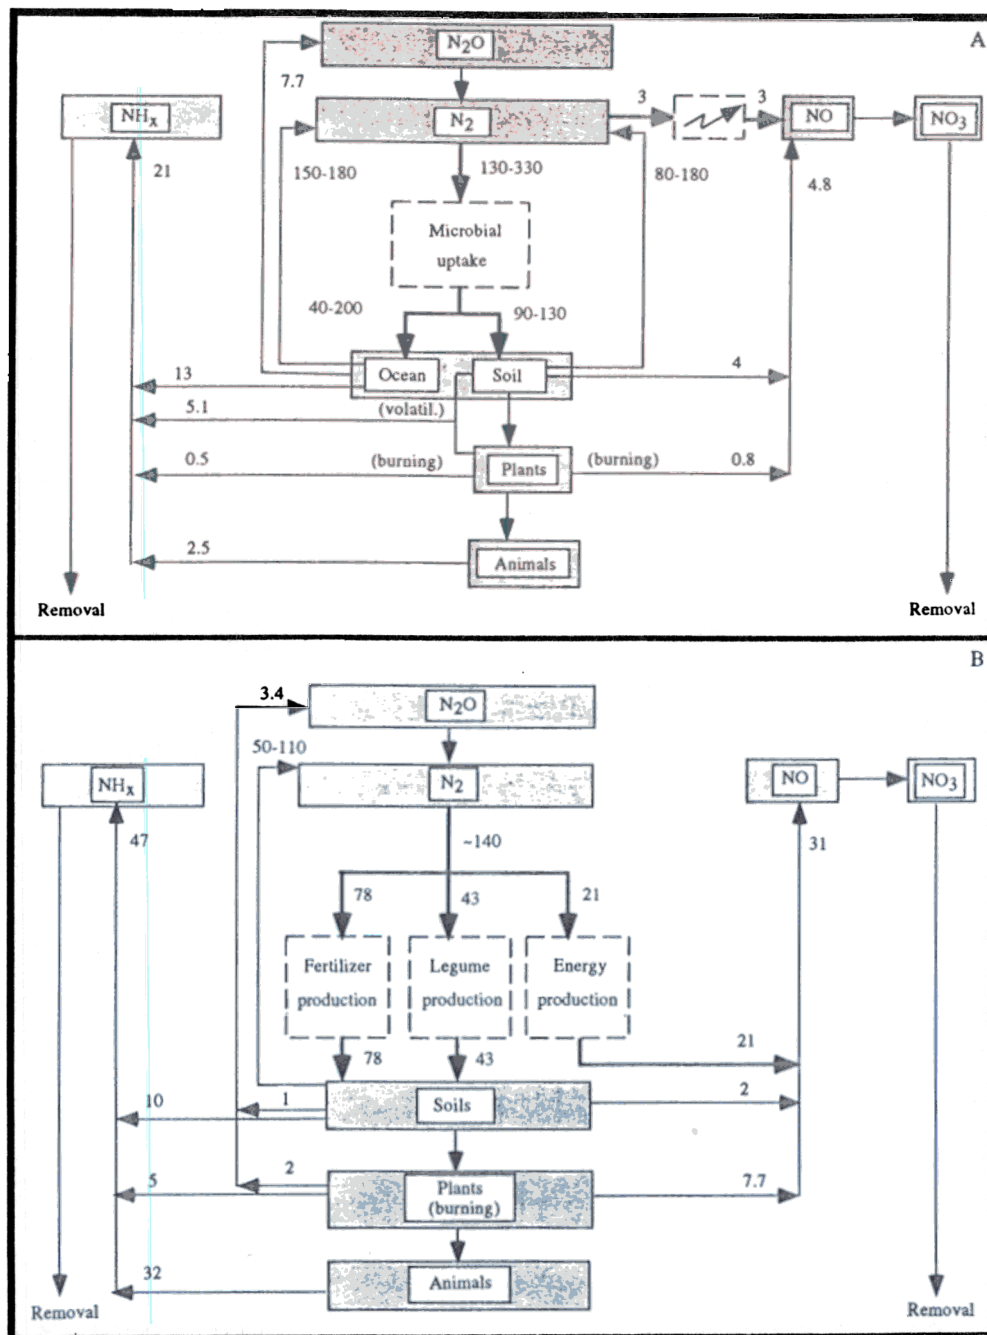 A
N2O
7.7
3
3
NHx
N2
NO
NO3
21
150-180
130-330
80-180
4.8
Microbial
uptake
40-200
90-130
13
Ocean
Soil
4
5.1
(volatil.)
0.5
(burning)
Plants
(burning)
0.8
2.5
Animals
Removal
Removal
B
3.4
N2O
50-110
NHx
N2
NO
NO3
47
~140
31
78
43
21
Fertilizer
production
Legume
production
Energy
production
78
43
21
10
1
Soils
2
5
2
Plants
(burning)
7.7
32
Animals
Removal
Removal